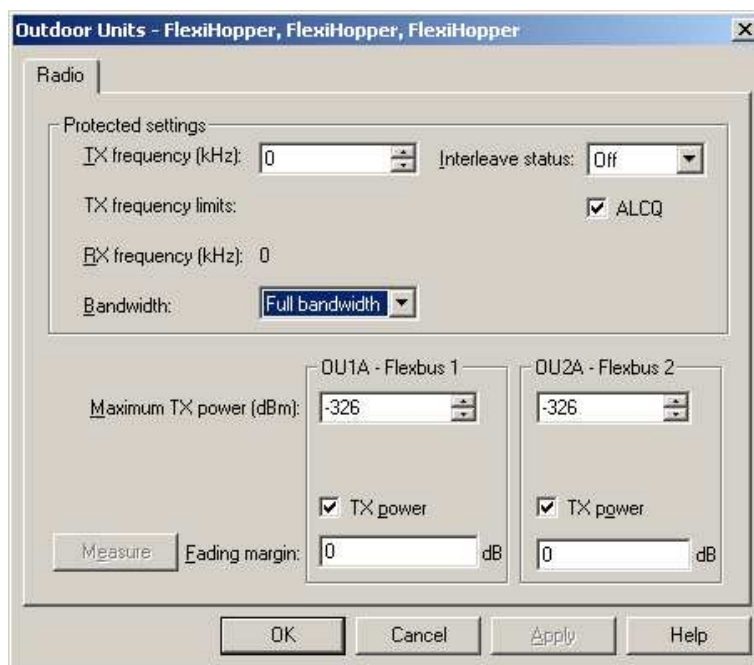 Outdoor Units - FlexiHopper, FlexiHopper, FlexiHopper
Radio
Protected settings
TX frequency (kHz): 0 Interleave status: Off
TX frequency limits: ALCQ
RX frequency (kHz): 0
Bandwidth: Full bandwidth
OU1A - Flexbus 1 OU2A - Flexbus 2
Maximum TX power (dBm): -326 -326
TX power TX power
Measure Fading margin: 0 dB 0 dB
OK Cancel Apply Help